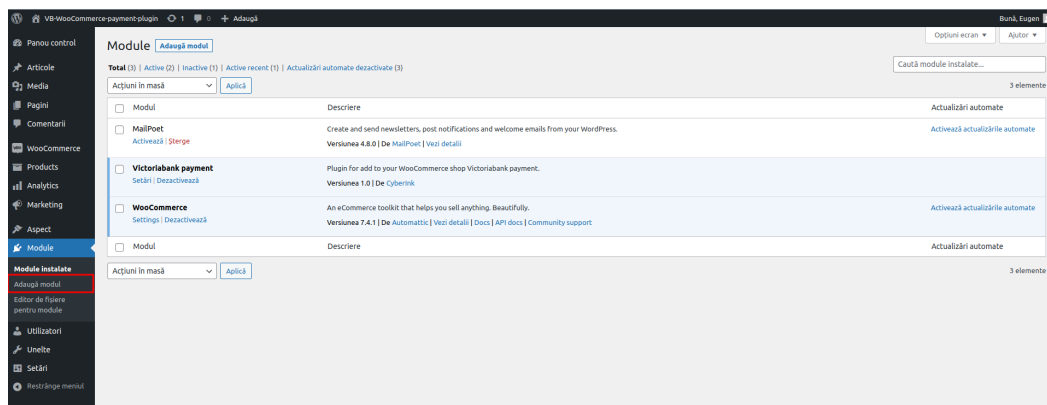 VB-WooCommerce-payment-plugin 1 0 + Adaugă Bună, Eugen
Opțiuni ecran Ajutor
Panou control
Articole
Media
Pagini
Comentarii
WooCommerce
Products
Analytics
Marketing
Aspect
Module
Module instalate
Adaugă modul
Editor de fișiere
pentru module
Utilizatori
Unelte
Setări
Restrânge meniul
Module Adaugă modul
Total (3) | Active (2) | Inactive (1) | Active recent (1) | Actualizări automate dezactivate (3)
Caută module instalate...
Acțiuni în masă Aplică 3 elemente
Modul Descriere Actualizări automate
MailPoet Create and send newsletters, post notifications and welcome emails from your WordPress. Activează actualizările automate
Activează | Șterge Versiunea 4.8.0 | De MailPoet | Vezi detalii
Victoriabank payment Plugin for add to your WooCommerce shop Victoriabank payment.
Setări | Dezactivează Versiunea 1.0 | De CyberInk
WooCommerce An eCommerce toolkit that helps you sell anything. Beautifully. Activează actualizările automate
Settings | Dezactivează Versiunea 7.4.1 | De Automattic | Vezi detalii | Docs | API docs | Community support
Modul Descriere Actualizări automate
Acțiuni în masă Aplică 3 elemente